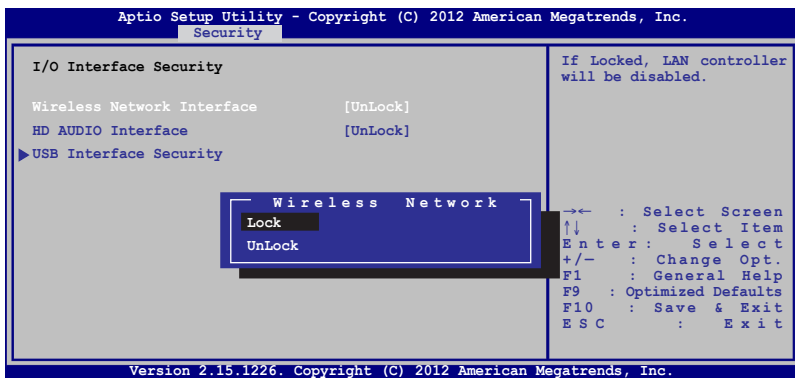 Aptio Setup Utility - Copyright (C) 2012 American Megatrends, Inc.
Security
I/O Interface Security
Wireless Network Interface [UnLock]
HD AUDIO Interface [UnLock]
USB Interface Security
Wireless Network
Lock
UnLock
If Locked, LAN controller
will be disabled.
→← : Select Screen
↑↓ : Select Item
Enter: Select
+/— : Change Opt.
F1 : General Help
F9 : Optimized Defaults
F10 : Save & Exit
ESC : Exit
Version 2.15.1226. Copyright (C) 2012 American Megatrends, Inc.